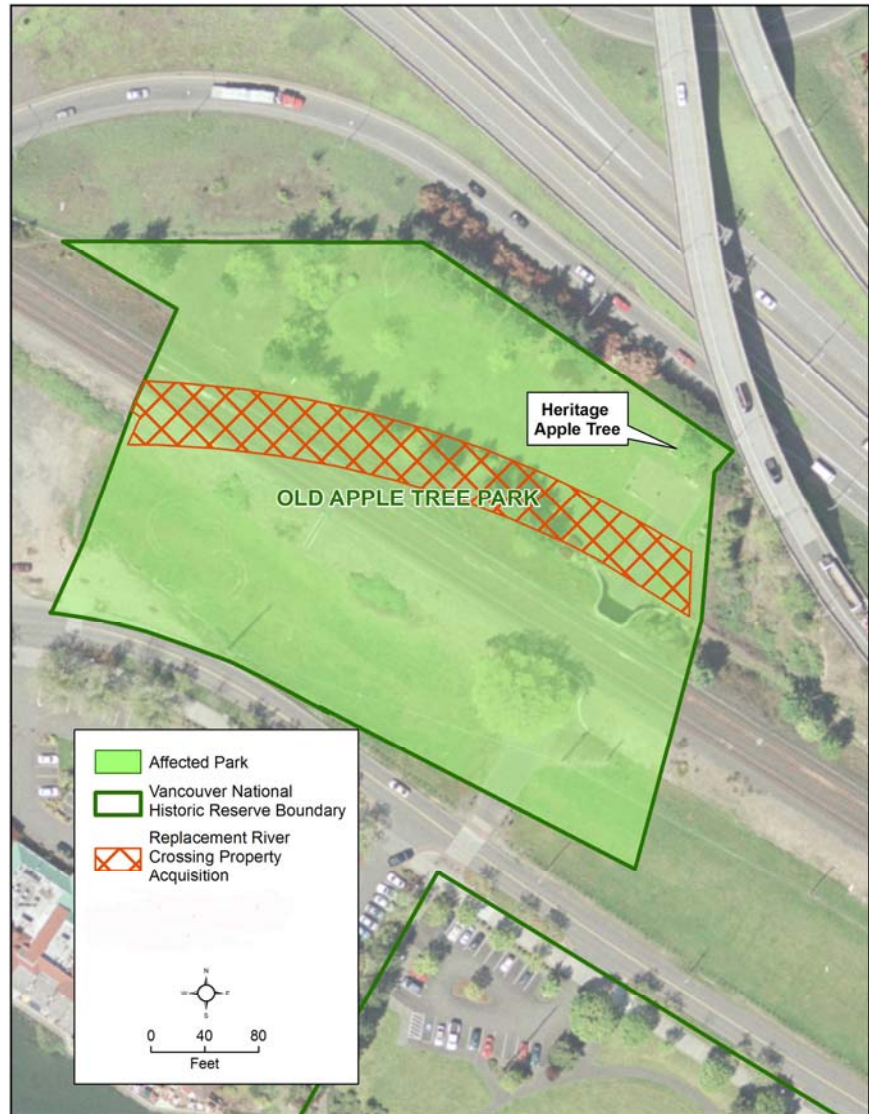 Heritage
Apple Tree
OLD APPLE TREE PARK
Affected Park
Vancouver National
Historic Reserve Boundary
Replacement River
Crossing Property
Acquisition
N
W E
S
0 40 80
Feet